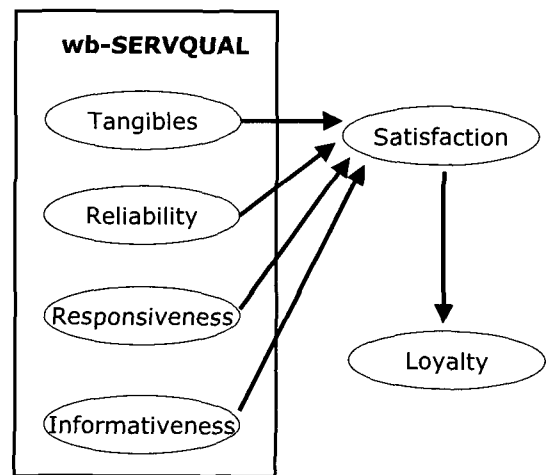 wb-SERVQUAL
Tangibles
Reliability
Responsiveness
Informativeness
Satisfaction
Loyalty